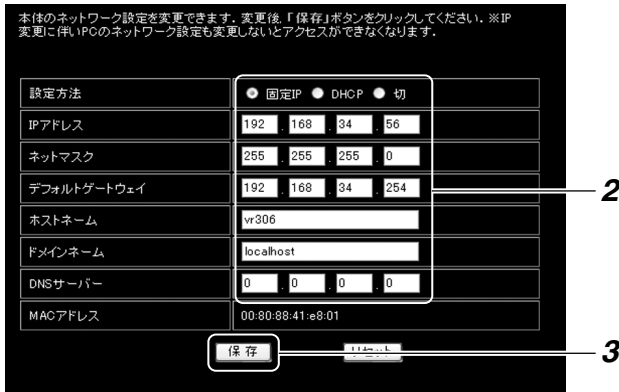 本体のネットワーク設定を変更できます．変更後、「保存」ボタンをクリックしてください．※IP
変更に伴いPCのネットワーク設定も変更しないとアクセスができなくなります．
設定方法 固定IP DHCP 切
IPアドレス 192 . 168 . 34 . 56
ネットマスク 255 . 255 . 255 . 0
デフォルトゲートウェイ 192 . 168 . 34 . 254
2
ホストネーム vr306
ドメインネーム localhost
DNSサーバー 0 . 0 . 0 . 0
MACアドレス 00:80:88:41:e8:01
保存 リセット
3